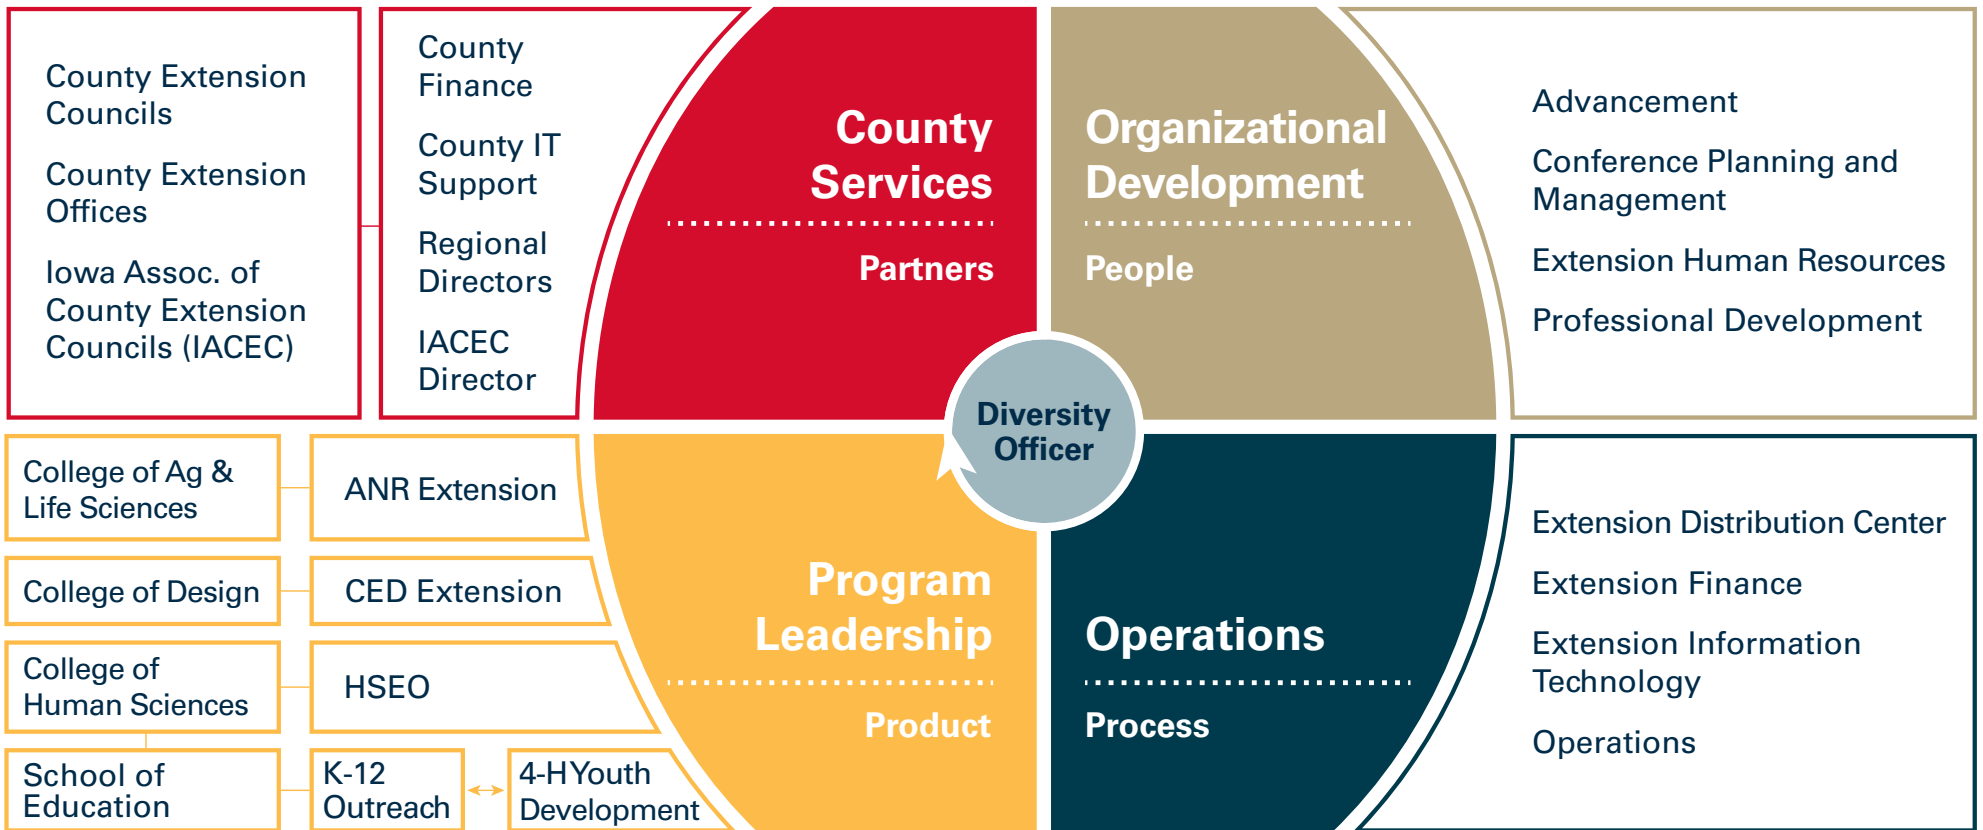 County Extension
Councils
County Extension
Offices
Iowa Assoc. of
County Extension
Councils (IACEC)
County
Finance
County IT
Support
Regional
Directors
IACEC
Director
County
Services
Partners
Organizational
Development
People
Advancement
Conference Planning and
Management
Extension Human Resources
Professional Development
Diversity
Officer
College of Ag &
Life Sciences
ANR Extension
College of Design
CED Extension
College of
Human Sciences
HSEO
School of
Education
K-12
Outreach
4-H Youth
Development
Program
Leadership
Product
Operations
Process
Extension Distribution Center
Extension Finance
Extension Information
Technology
Operations